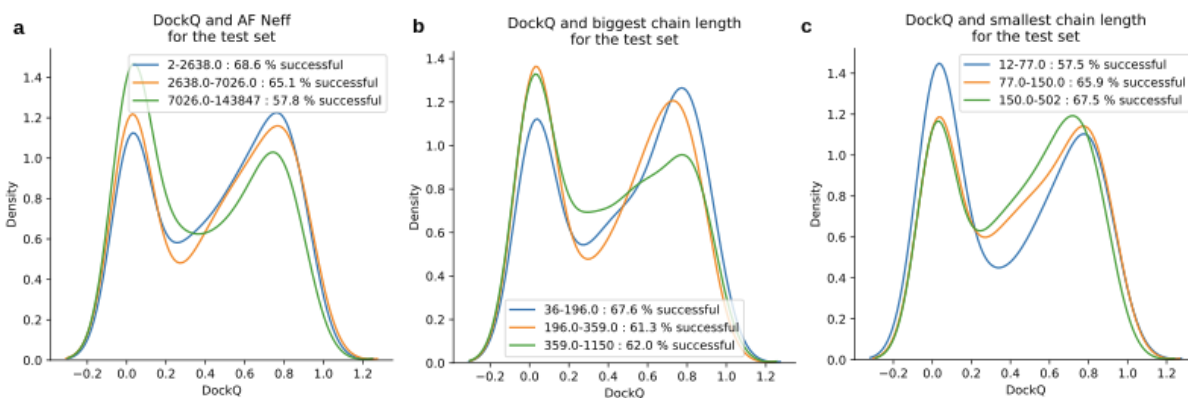 a
DockQ and AF Neff
for the test set
2-2638.0 : 68.6 % successful
2638.0-7026.0 : 65.1 % successful
7026.0-143847 : 57.8 % successful
1.4
1.2
1.0
0.8
0.6
0.4
0.2
0.0
Density
−0.2 0.0 0.2 0.4 0.6 0.8 1.0 1.2
DockQ
b
DockQ and biggest chain length
for the test set
1.4
1.2
1.0
0.8
0.6
0.4
0.2
0.0
Density
36-196.0 : 67.6 % successful
196.0-359.0 : 61.3 % successful
359.0-1150 : 62.0 % successful
−0.2 0.0 0.2 0.4 0.6 0.8 1.0 1.2
DockQ
c
DockQ and smallest chain length
for the test set
12-77.0 : 57.5 % successful
77.0-150.0 : 65.9 % successful
150.0-502 : 67.5 % successful
1.4
1.2
1.0
0.8
0.6
0.4
0.2
0.0
Density
−0.2 0.0 0.2 0.4 0.6 0.8 1.0 1.2
DockQ